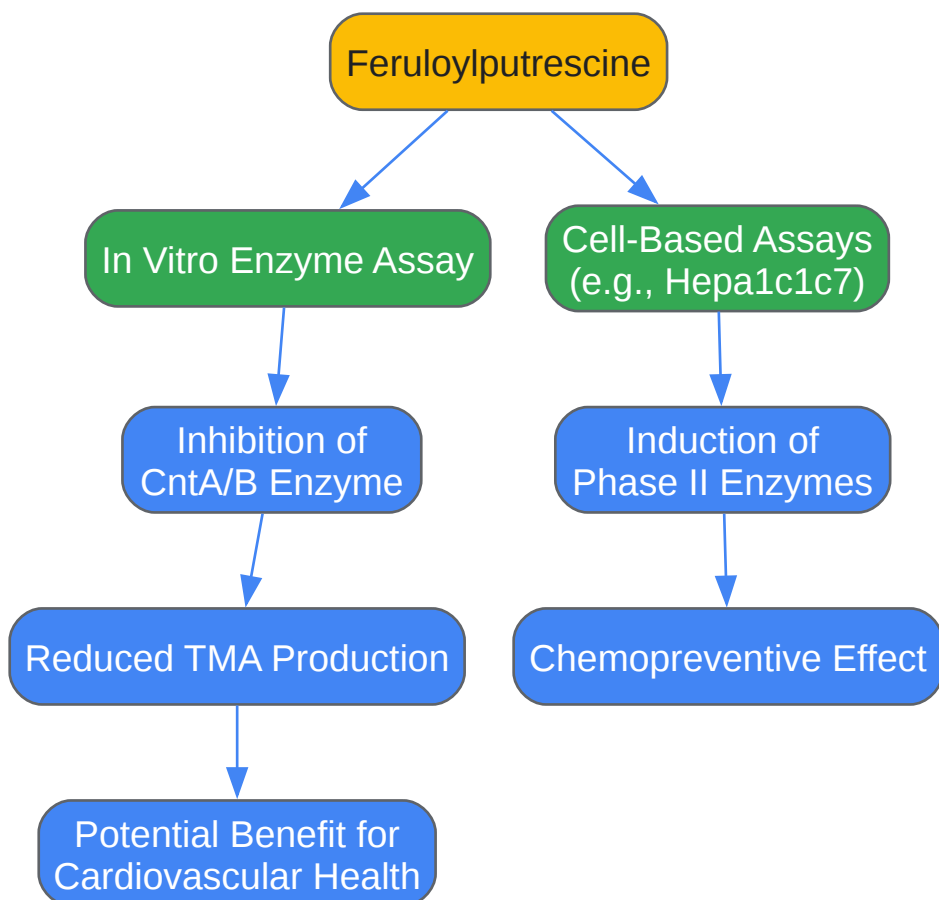 Feruloylputrescine
In Vitro Enzyme Assay
Cell-Based Assays
(e.g., Hepa1c1c7)
Inhibition of
CntA/B Enzyme
Induction of
Phase II Enzymes
Reduced TMA Production
Chemopreventive Effect
Potential Benefit for
Cardiovascular Health